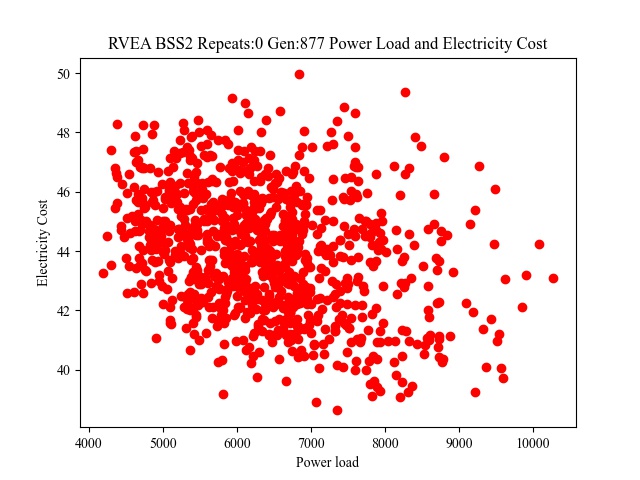 RVEA BSS2 Repeats:0 Gen:877 Power Load and Electricity Cost
50
48
46
44
42
40
Electricity Cost
4000 5000 6000 7000 8000 9000 10000
Power load